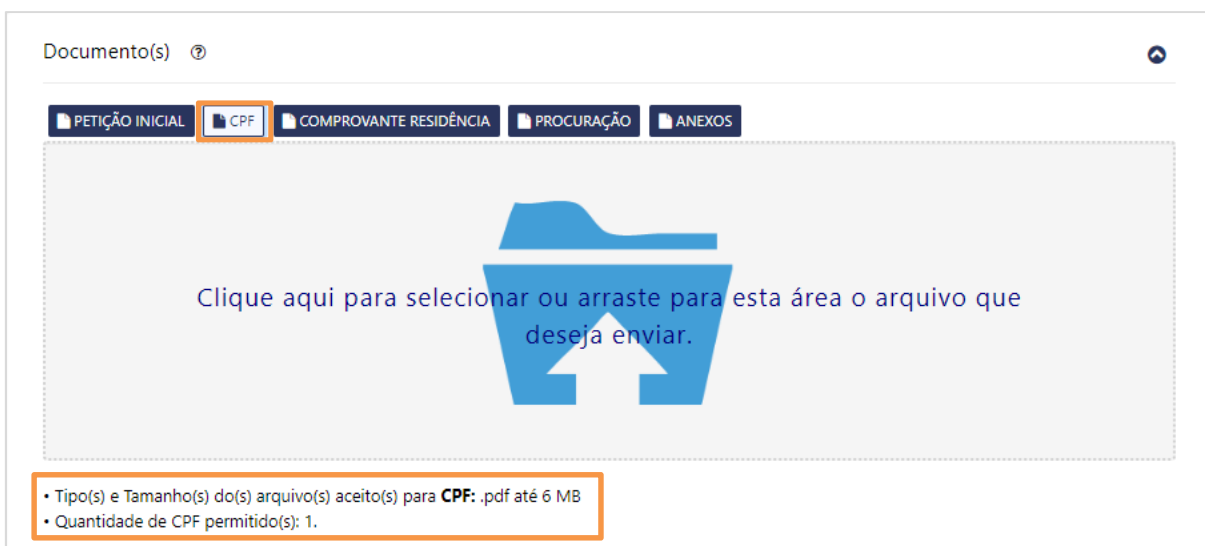 Documento(s) ?
PETIÇÃO INICIAL CPF COMPROVANTE RESIDÊNCIA PROCURAÇÃO ANEXOS
Clique aqui para selecionar ou arraste para esta área o arquivo que
deseja enviar.
• Tipo(s) e Tamanho(s) do(s) arquivo(s) aceito(s) para CPF: .pdf até 6 MB
• Quantidade de CPF permitido(s): 1.